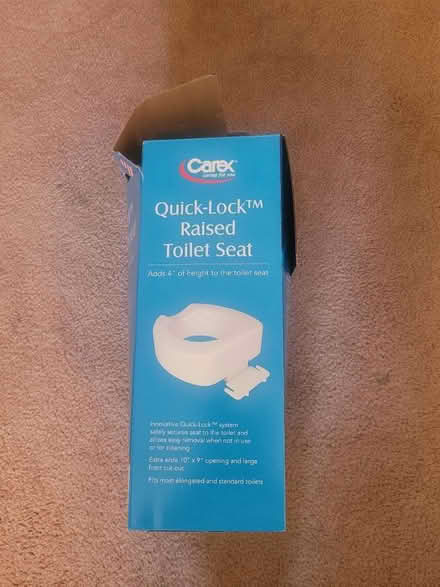 Carex
cares for you
Quick-Lock™
Raised
Toilet Seat
Adds 4" of height to the toilet seat
Innovative Quick-Lock™ system
safely secures seat to the toilet and
allows easy removal when not in use
or for cleaning
Extra wide 10" x 9" opening and large
front cut-out
Fits most elongated and standard toilets